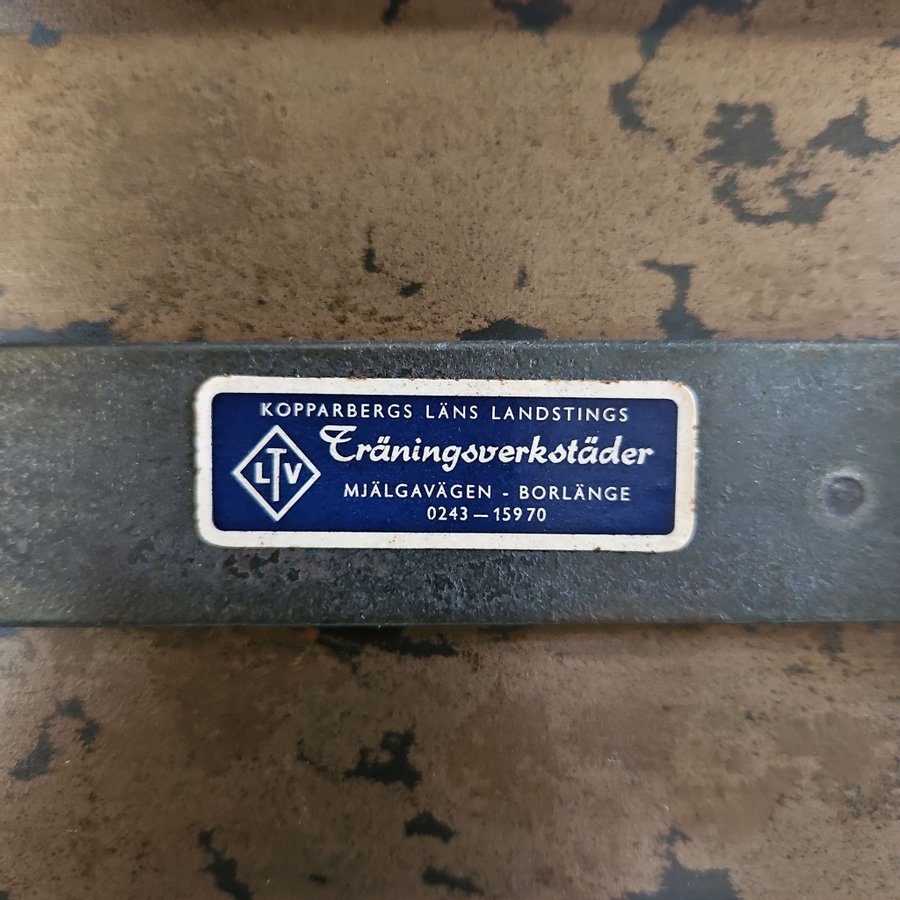 KOPPARBERGS LÄNS LANDSTINGS
LTV
Träningsverkstäder
MJÄLGAVÄGEN - BORLÄNGE
0243—15970